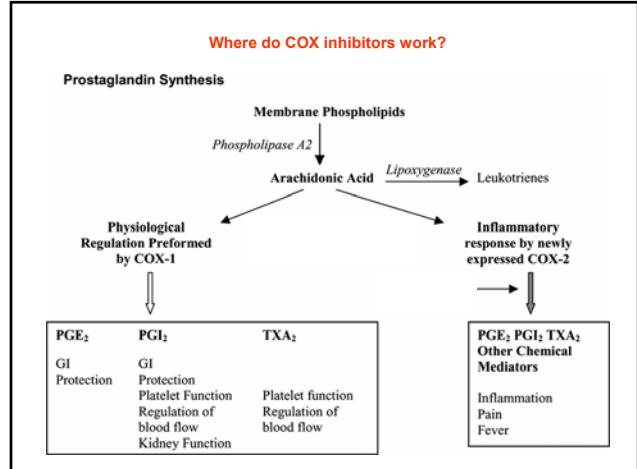 Where do COX inhibitors work?
Prostaglandin Synthesis
Membrane Phospholipids
Phospholipase A2
Arachidonic Acid
Lipoxygenase
Leukotrienes
Physiological
Regulation Preformed
by COX-1
Inflammatory
response by newly
expressed COX-2
PGE₂ PGI₂ TXA₂
GI GI
Protection Protection
Platelet Function Platelet function
Regulation of Regulation of
blood flow blood flow
Kidney Function
PGE₂ PGI₂ TXA₂
Other Chemical
Mediators
Inflammation
Pain
Fever